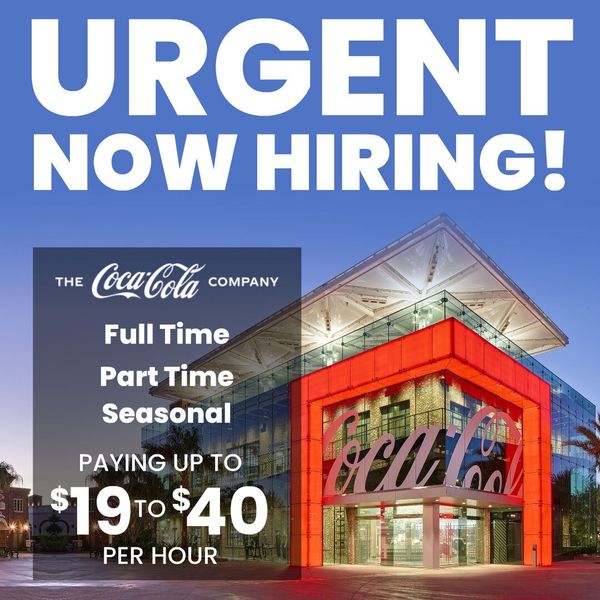 URGENT
NOW HIRING!
THE Coca-Cola COMPANY
Full Time
Part Time
Seasonal
PAYING UP TO
$19 TO $40
PER HOUR
Coca Col